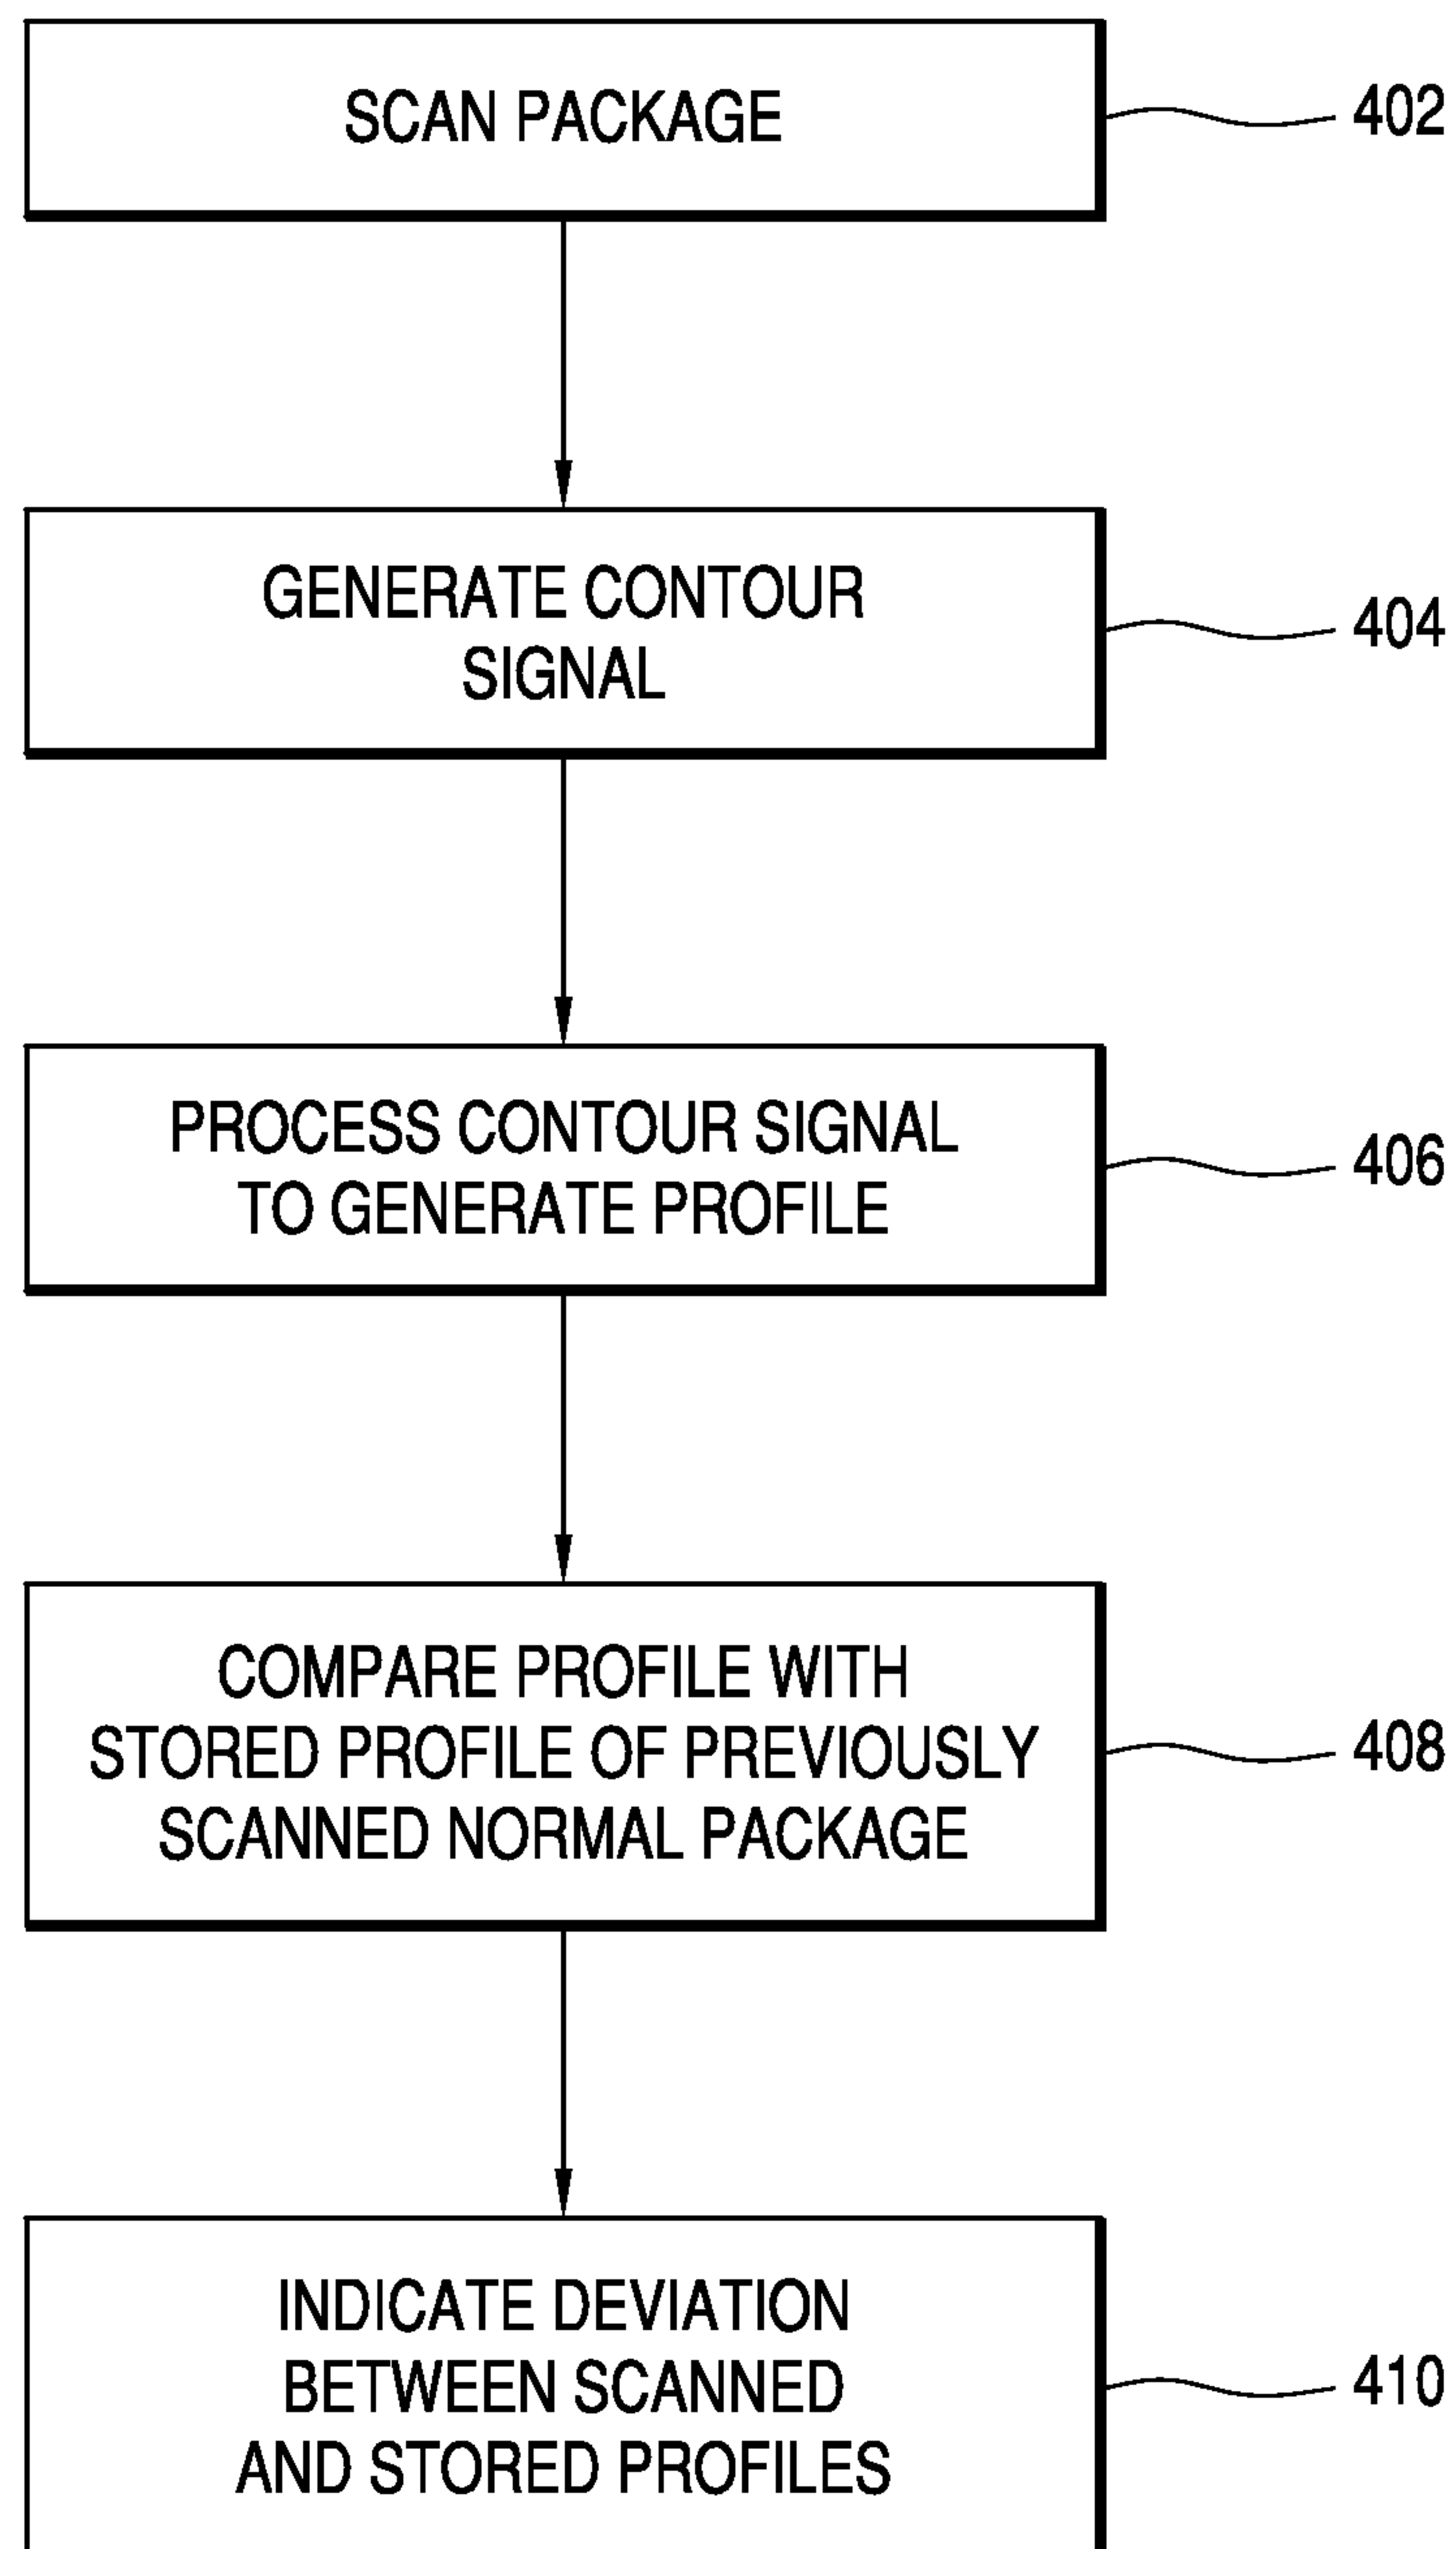 SCAN PACKAGE
402
GENERATE CONTOUR
SIGNAL
404
PROCESS CONTOUR SIGNAL
TO GENERATE PROFILE
406
COMPARE PROFILE WITH
STORED PROFILE OF PREVIOUSLY
SCANNED NORMAL PACKAGE
408
INDICATE DEVIATION
BETWEEN SCANNED
AND STORED PROFILES
410